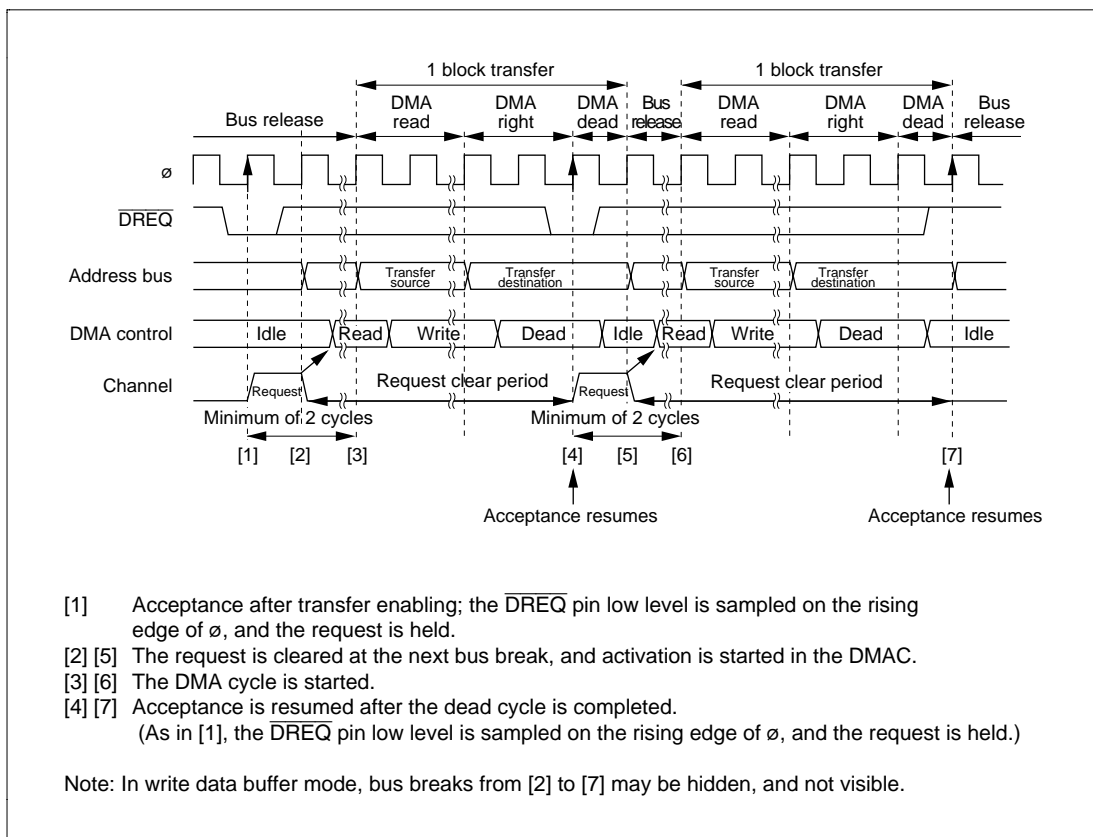 1 block transfer 1 block transfer
Bus release DMA read DMA right DMA dead Bus release DMA read DMA right DMA dead Bus release
ø
DREQ
Address bus Transfer source Transfer destination Transfer source Transfer destination
DMA control Idle Read Write Dead Idle Read Write Dead Idle
Channel Request Request clear period Request Request clear period
Minimum of 2 cycles Minimum of 2 cycles
[1] [2] [3] [4] [5] [6] [7]
Acceptance resumes Acceptance resumes
[1] Acceptance after transfer enabling; the DREQ pin low level is sampled on the rising
edge of ø, and the request is held.
[2] [5] The request is cleared at the next bus break, and activation is started in the DMAC.
[3] [6] The DMA cycle is started.
[4] [7] Acceptance is resumed after the dead cycle is completed.
(As in [1], the DREQ pin low level is sampled on the rising edge of ø, and the request is held.)
Note: In write data buffer mode, bus breaks from [2] to [7] may be hidden, and not visible.